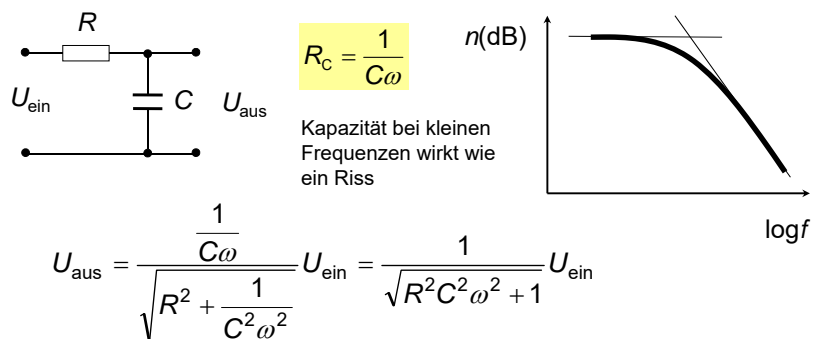 R
U_ein
C
U_aus
R_C = 1/(Cω)
Kapazität bei kleinen
Frequenzen wirkt wie
ein Riss
n(dB)
logf
U_aus = (1/(Cω))/√(R² + 1/(C²ω²)) U_ein = 1/√(R²C²ω² + 1) U_ein